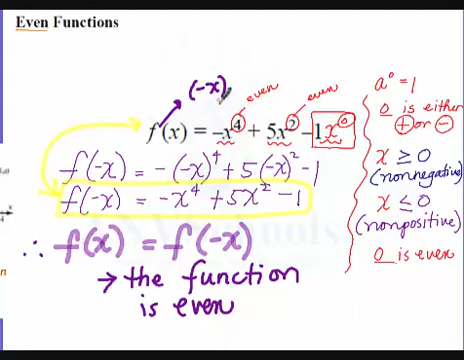 Even Functions
(-x)
even
even
f(x) = -x⁴ + 5x² - 1x⁰
f(-x) = -(-x)⁴ + 5(-x)² - 1
f(-x) = -x⁴ + 5x² - 1
∴ f(x) = f(-x)
→ the function
is even
a⁰ = 1
0 is either
+ or -
x ≥ 0
(nonnegative)
x ≤ 0
(nonpositive)
0 is even